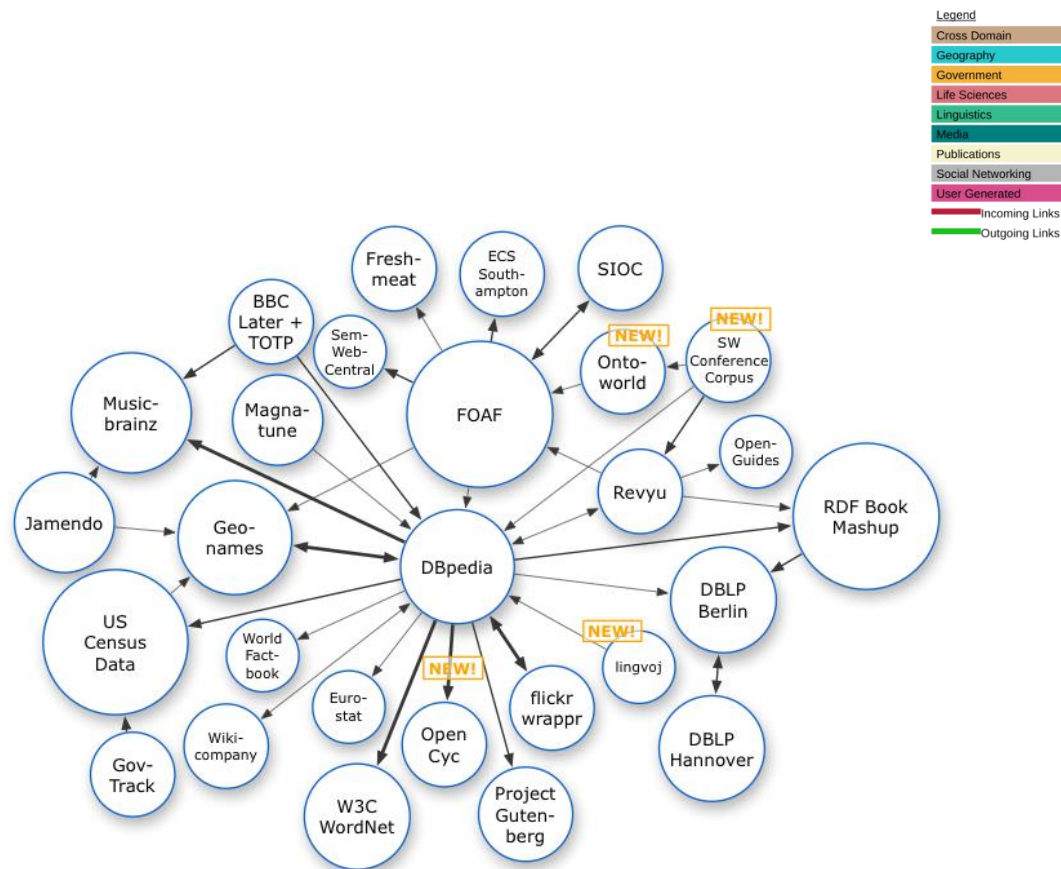 Legend
Cross Domain
Geography
Government
Life Sciences
Linguistics
Media
Publications
Social Networking
User Generated
Incoming Links
Outgoing Links
Fresh-
meat
ECS
South-
ampton
SIOC
BBC
Later +
TOTP
Sem-
Web-
Central
NEW!
Onto-
world
NEW!
SW
Conference
Corpus
Music-
brainz
Magna-
tune
FOAF
Open-
Guides
Revyu
RDF Book
Mashup
Jamendo
Geo-
names
DBpedia
DBLP
Berlin
US
Census
Data
World
Fact-
book
NEW!
lingvoj
NEW!
Euro-
stat
flickr
wrappr
Wiki-
company
Open
Cyc
DBLP
Hannover
Gov-
Track
W3C
WordNet
Project
Guten-
berg